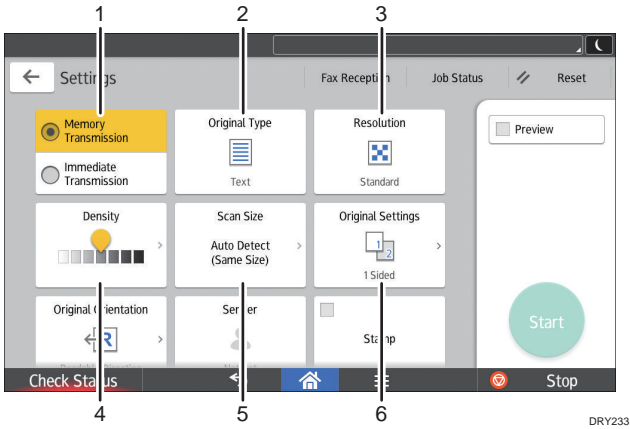 1 2 3
Settings
Fax Reception
Job Status
Reset
Memory
Transmission
Immediate
Transmission
Original Type
Text
Resolution
Standard
Preview
Density
Scan Size
Auto Detect
(Same Size)
Original Settings
1
2
1 Sided
Original Orientation
R
Sender
Stamp
Start
Check Status
Stop
4 5 6
DRY233